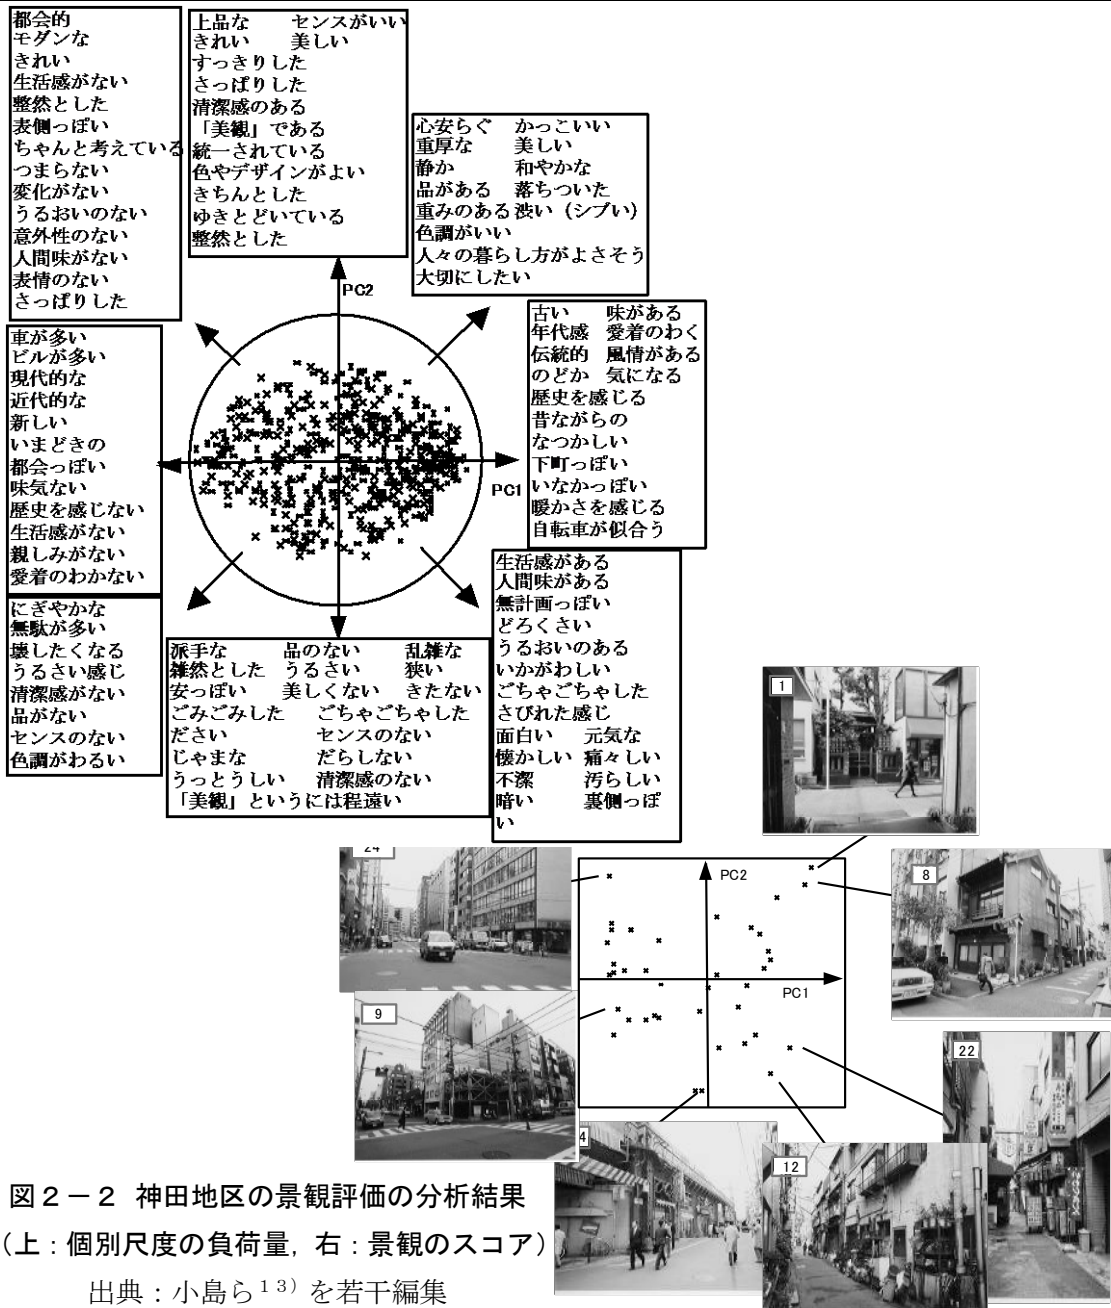 都会的
モダンな
きれい
生活感がない
整然とした
表側っぽい
ちゃんと考えている
つまらない
変化がない
うるおいのない
意外性のない
人間味がない
表情のない
さっぱりした
上品な センスがいい
きれい 美しい
すっきりした
さっぱりした
清潔感のある
「美観」である
統一されている
色やデザインがよい
きちんとした
ゆきとどいている
整然とした
心安らぐ かっこいい
重厚な 美しい
静か 和やかな
品がある 落ちついた
重みのある 渋い（シブい）
色調がいい
人々の暮らし方がよさそう
大切にしたい
PC2
古い 味がある
年代感 愛着のわく
伝統的 風情がある
のどか 気になる
歴史を感じる
昔ながらの
なつかしい
下町っぽい
いなかっぽい
暖かさを感じる
自転車が似合う
PC1
車が多い
ビルが多い
現代的な
近代的な
新しい
いまどきの
都会っぽい
味気ない
歴史を感じない
生活感がない
親しみがない
愛着のわかない
にぎやかな
無駄が多い
壊したくなる
うるさい感じ
清潔感がない
品がない
センスのない
色調がわるい
派手な 品のない 乱雑な
雑然とした うるさい 狭い
安っぽい 美しくない きたない
ごみごみした ごちゃごちゃした
ださい センスのない
じゃまな だらしない
うっとうしい 清潔感のない
「美観」というには程遠い
生活感がある
人間味がある
無計画っぽい
どろくさい
うるおいのある
いかがわしい
ごちゃごちゃした
さびれた感じ
面白い 元気な
懐かしい 痛々しい
不潔 汚らしい
暗い 裏側っぽ
い
1
24
PC2
8
PC1
9
22
4
12
図２－２ 神田地区の景観評価の分析結果
（上：個別尺度の負荷量，右：景観のスコア）
出典：小島ら１３）を若干編集